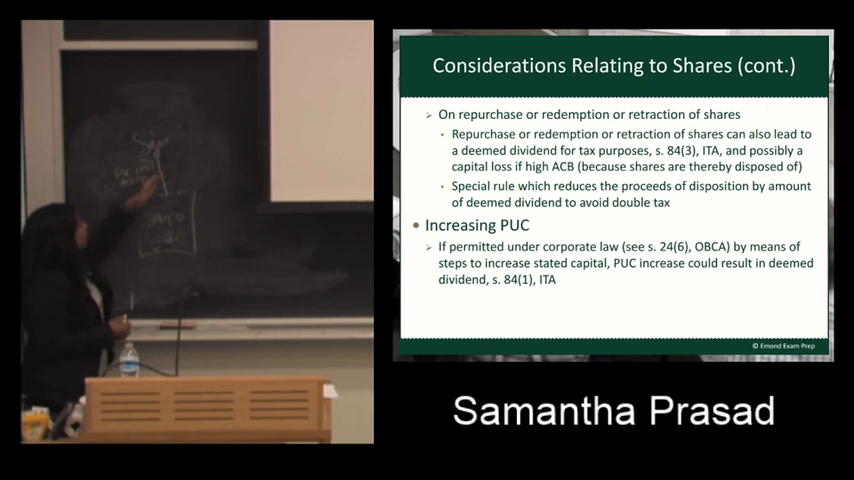 Considerations Relating to Shares (cont.)
➢ On repurchase or redemption or retraction of shares
▪ Repurchase or redemption or retraction of shares can also lead to
a deemed dividend for tax purposes, s. 84(3), ITA, and possibly a
capital loss if high ACB (because shares are thereby disposed of)
▪ Special rule which reduces the proceeds of disposition by amount
of deemed dividend to avoid double tax
• Increasing PUC
➢ If permitted under corporate law (see s. 24(6), OBCA) by means of
steps to increase stated capital, PUC increase could result in deemed
dividend, s. 84(1), ITA
© Emond Exam Prep
Samantha Prasad